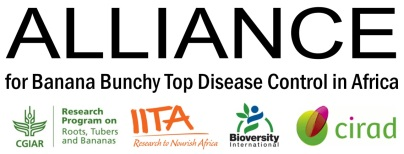 ALLIANCE
for Banana Bunchy Top Disease Control in Africa
CGIAR
Research
Program on
Roots, Tubers
and Bananas
IITA
Research to Nourish Africa
Bioversity
International
cirad